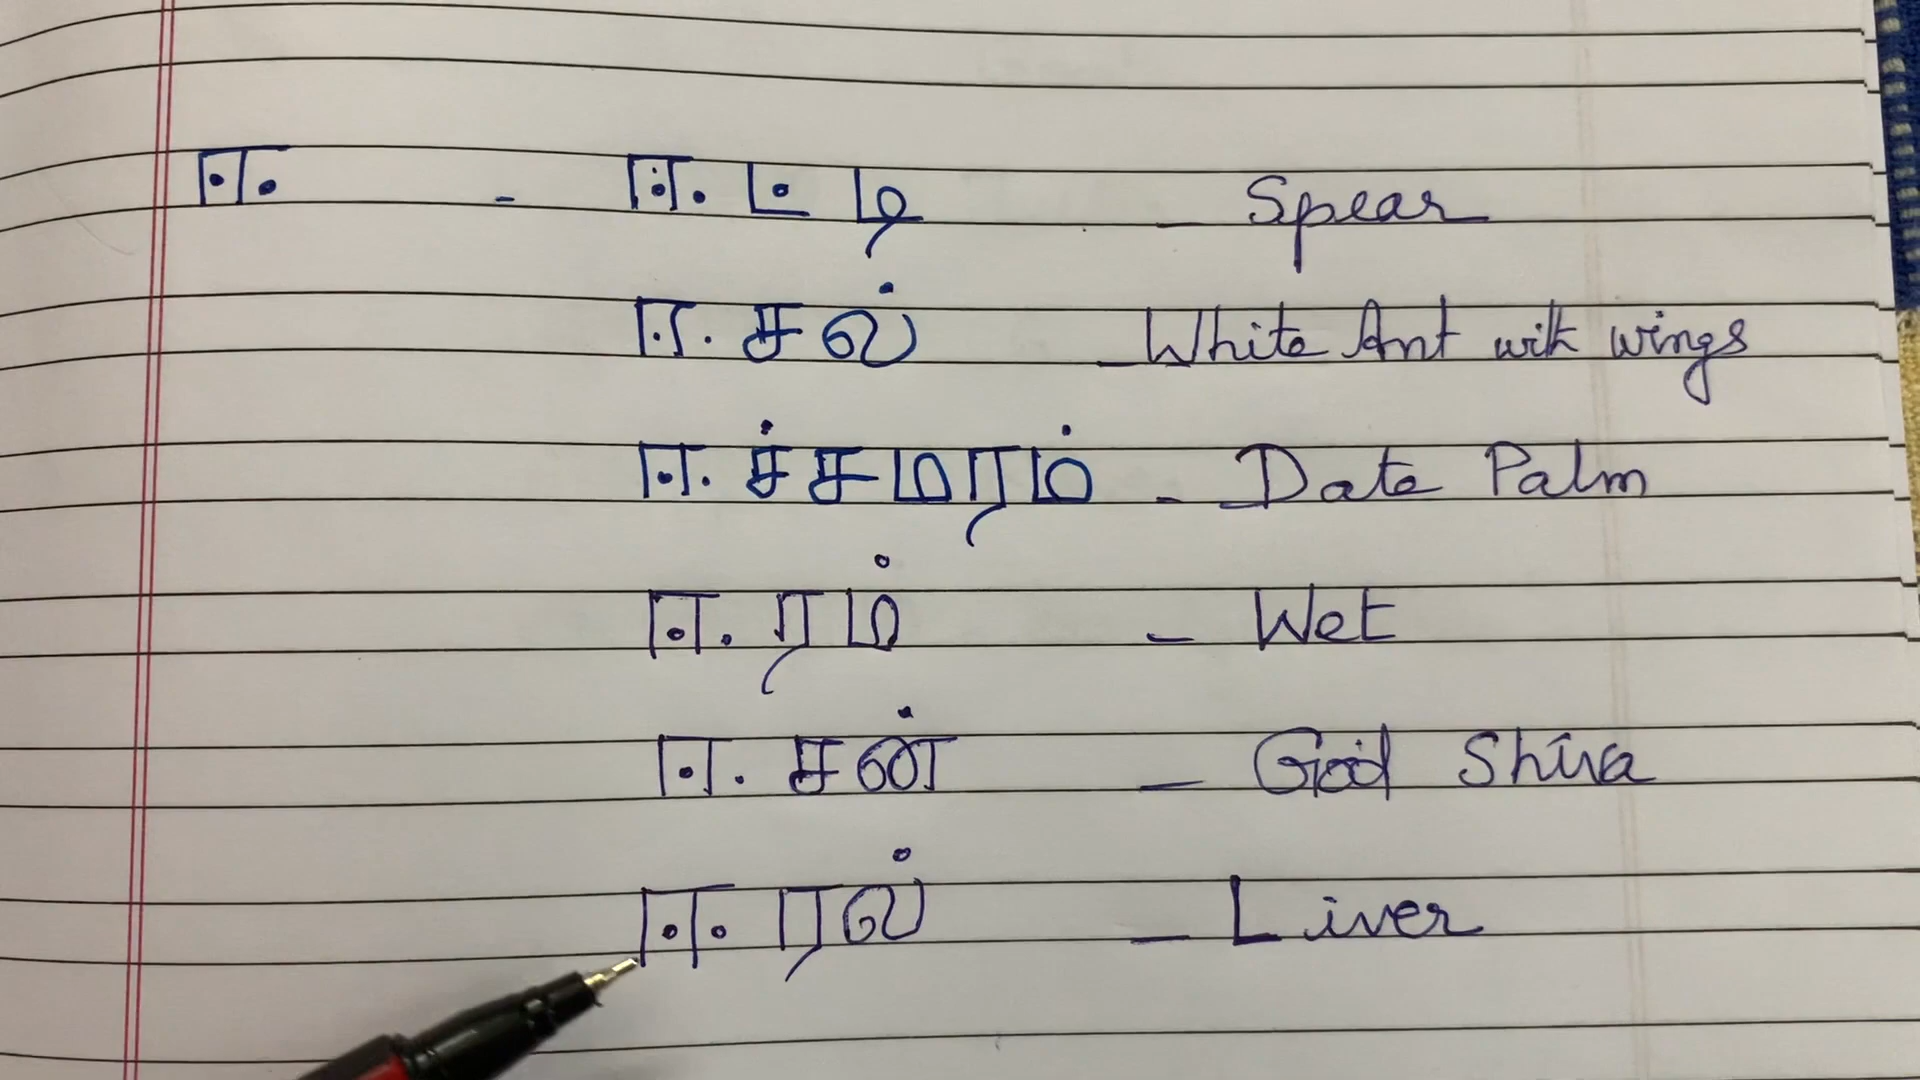 ஈ - ஈட்டி - Spear
ஈசல் - White Ant with wings
ஈச்சமரம் - Date Palm
ஈரம் - Wet
ஈசன் - God Shiva
ஈரல் - Liver